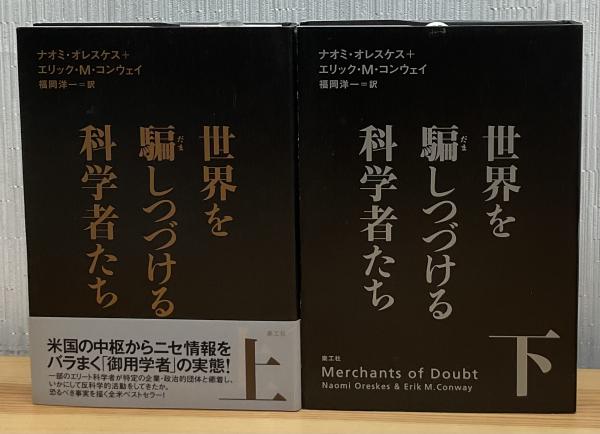 ナオミ・オレスケス+
エリック・M・コンウェイ
福岡洋一=訳
世界を
騙しつづける
だま
科学者たち
楽工社
上
米国の中枢からニセ情報を
バラまく「御用学者」の実態!
一部のエリート科学者が特定の企業・政治的団体と癒着し、
いかにして反科学的活動をしてきたか。
恐るべき事実を描く全米ベストセラー!
ナオミ・オレスケス+
エリック・M・コンウェイ
福岡洋一=訳
世界を
騙しつづける
だま
科学者たち
下
楽工社
Merchants of Doubt
Naomi Oreskes & Erik M.Conway